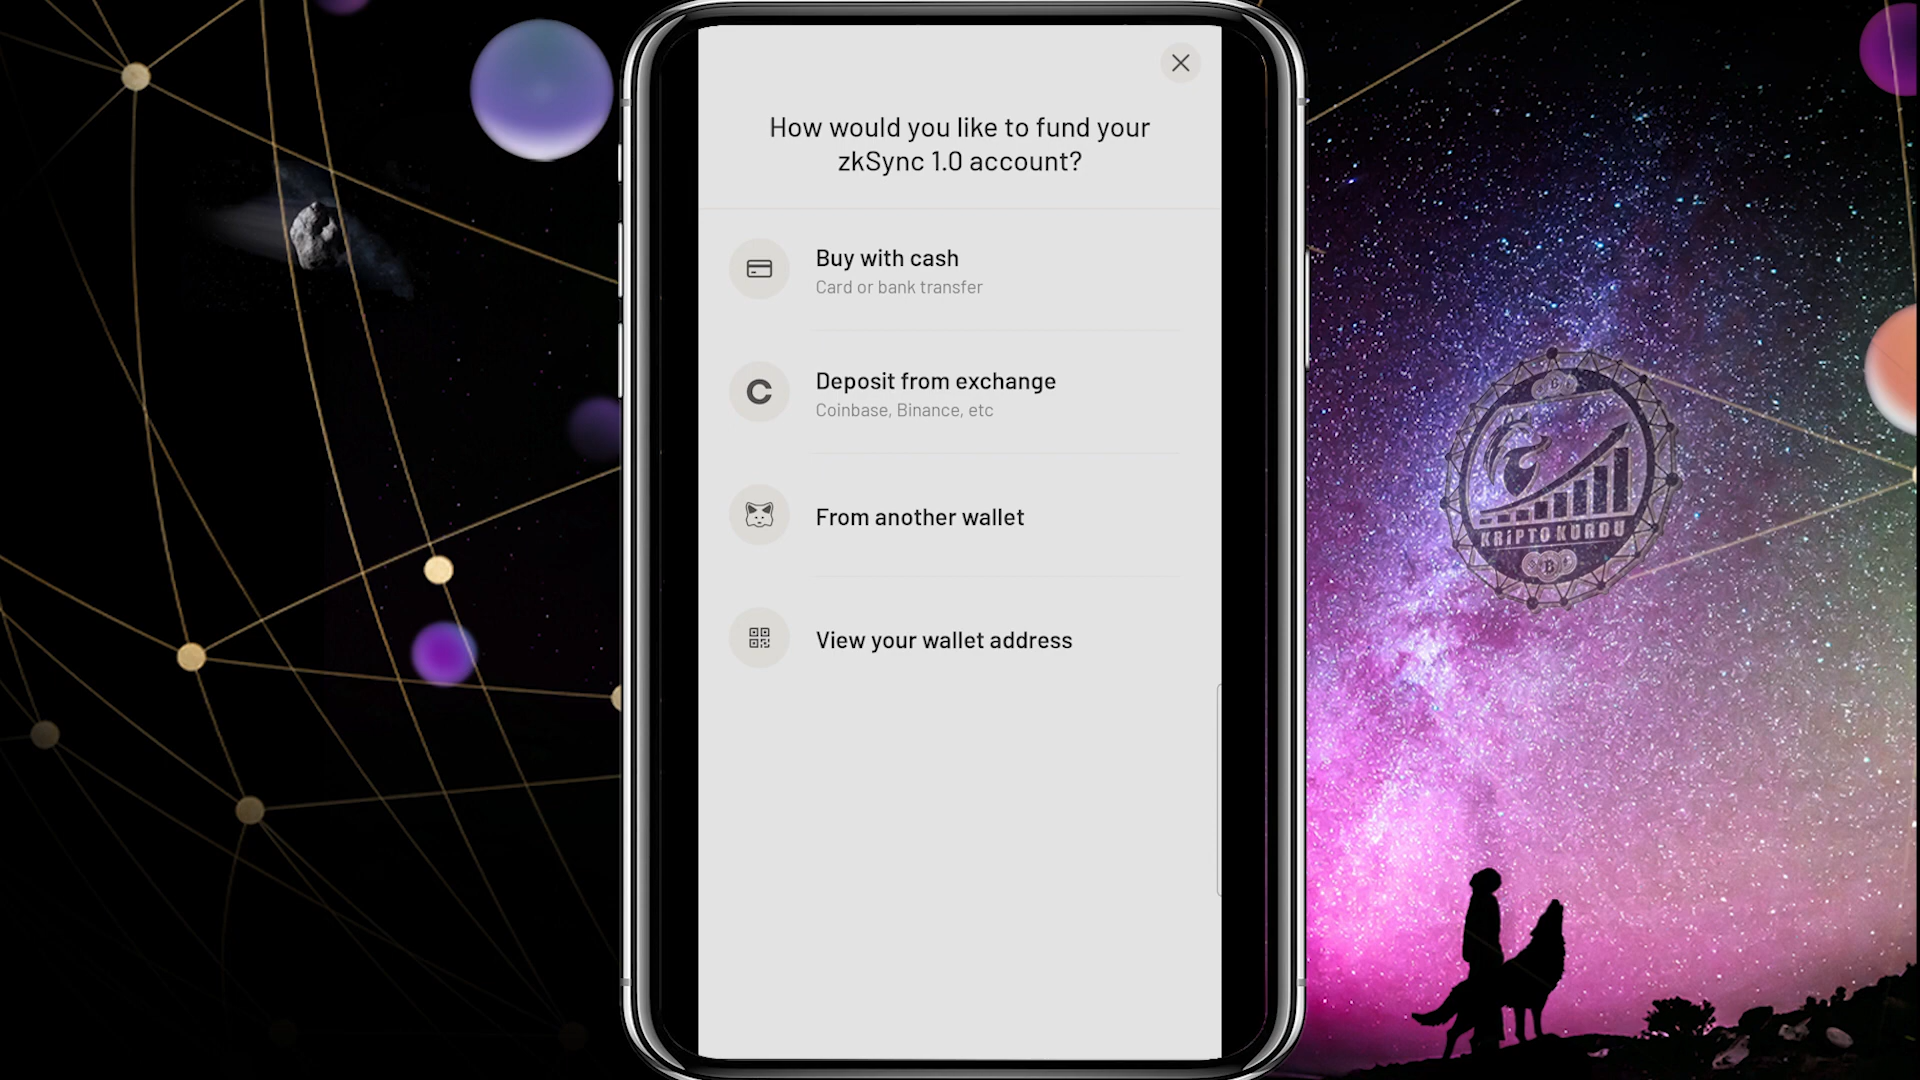 How would you like to fund your
zkSync 1.0 account?
Buy with cash
Card or bank transfer
Deposit from exchange
Coinbase, Binance, etc
From another wallet
View your wallet address
KRİPTO KURDU